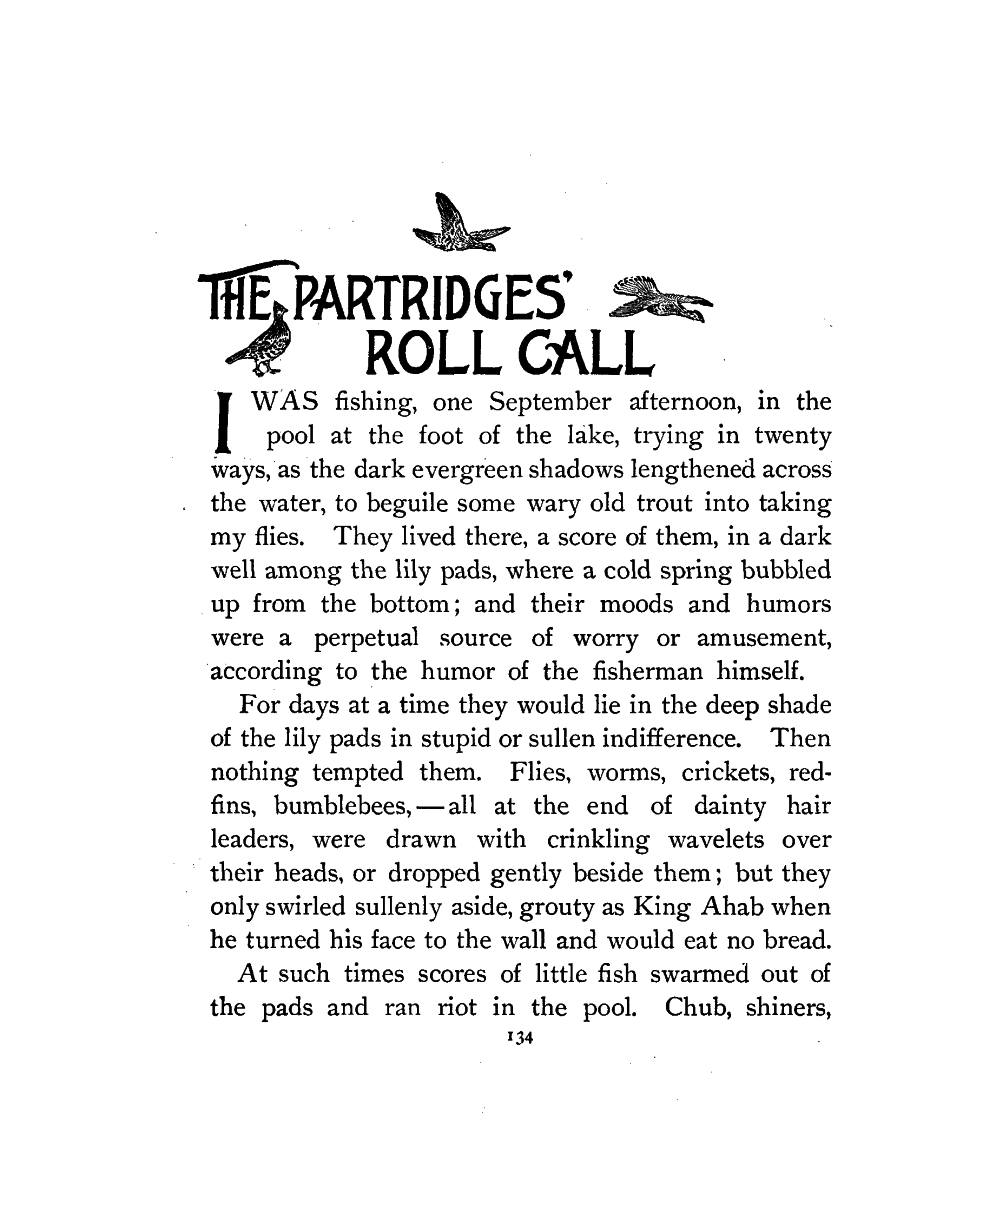 THE PARTRIDGES'
ROLL CALL
I WAS fishing, one September afternoon, in the
pool at the foot of the lake, trying in twenty
ways, as the dark evergreen shadows lengthened across
the water, to beguile some wary old trout into taking
my flies. They lived there, a score of them, in a dark
well among the lily pads, where a cold spring bubbled
up from the bottom; and their moods and humors
were a perpetual source of worry or amusement,
according to the humor of the fisherman himself.
For days at a time they would lie in the deep shade
of the lily pads in stupid or sullen indifference. Then
nothing tempted them. Flies, worms, crickets, red-
fins, bumblebees,—all at the end of dainty hair
leaders, were drawn with crinkling wavelets over
their heads, or dropped gently beside them; but they
only swirled sullenly aside, grouty as King Ahab when
he turned his face to the wall and would eat no bread.
At such times scores of little fish swarmed out of
the pads and ran riot in the pool. Chub, shiners,
134